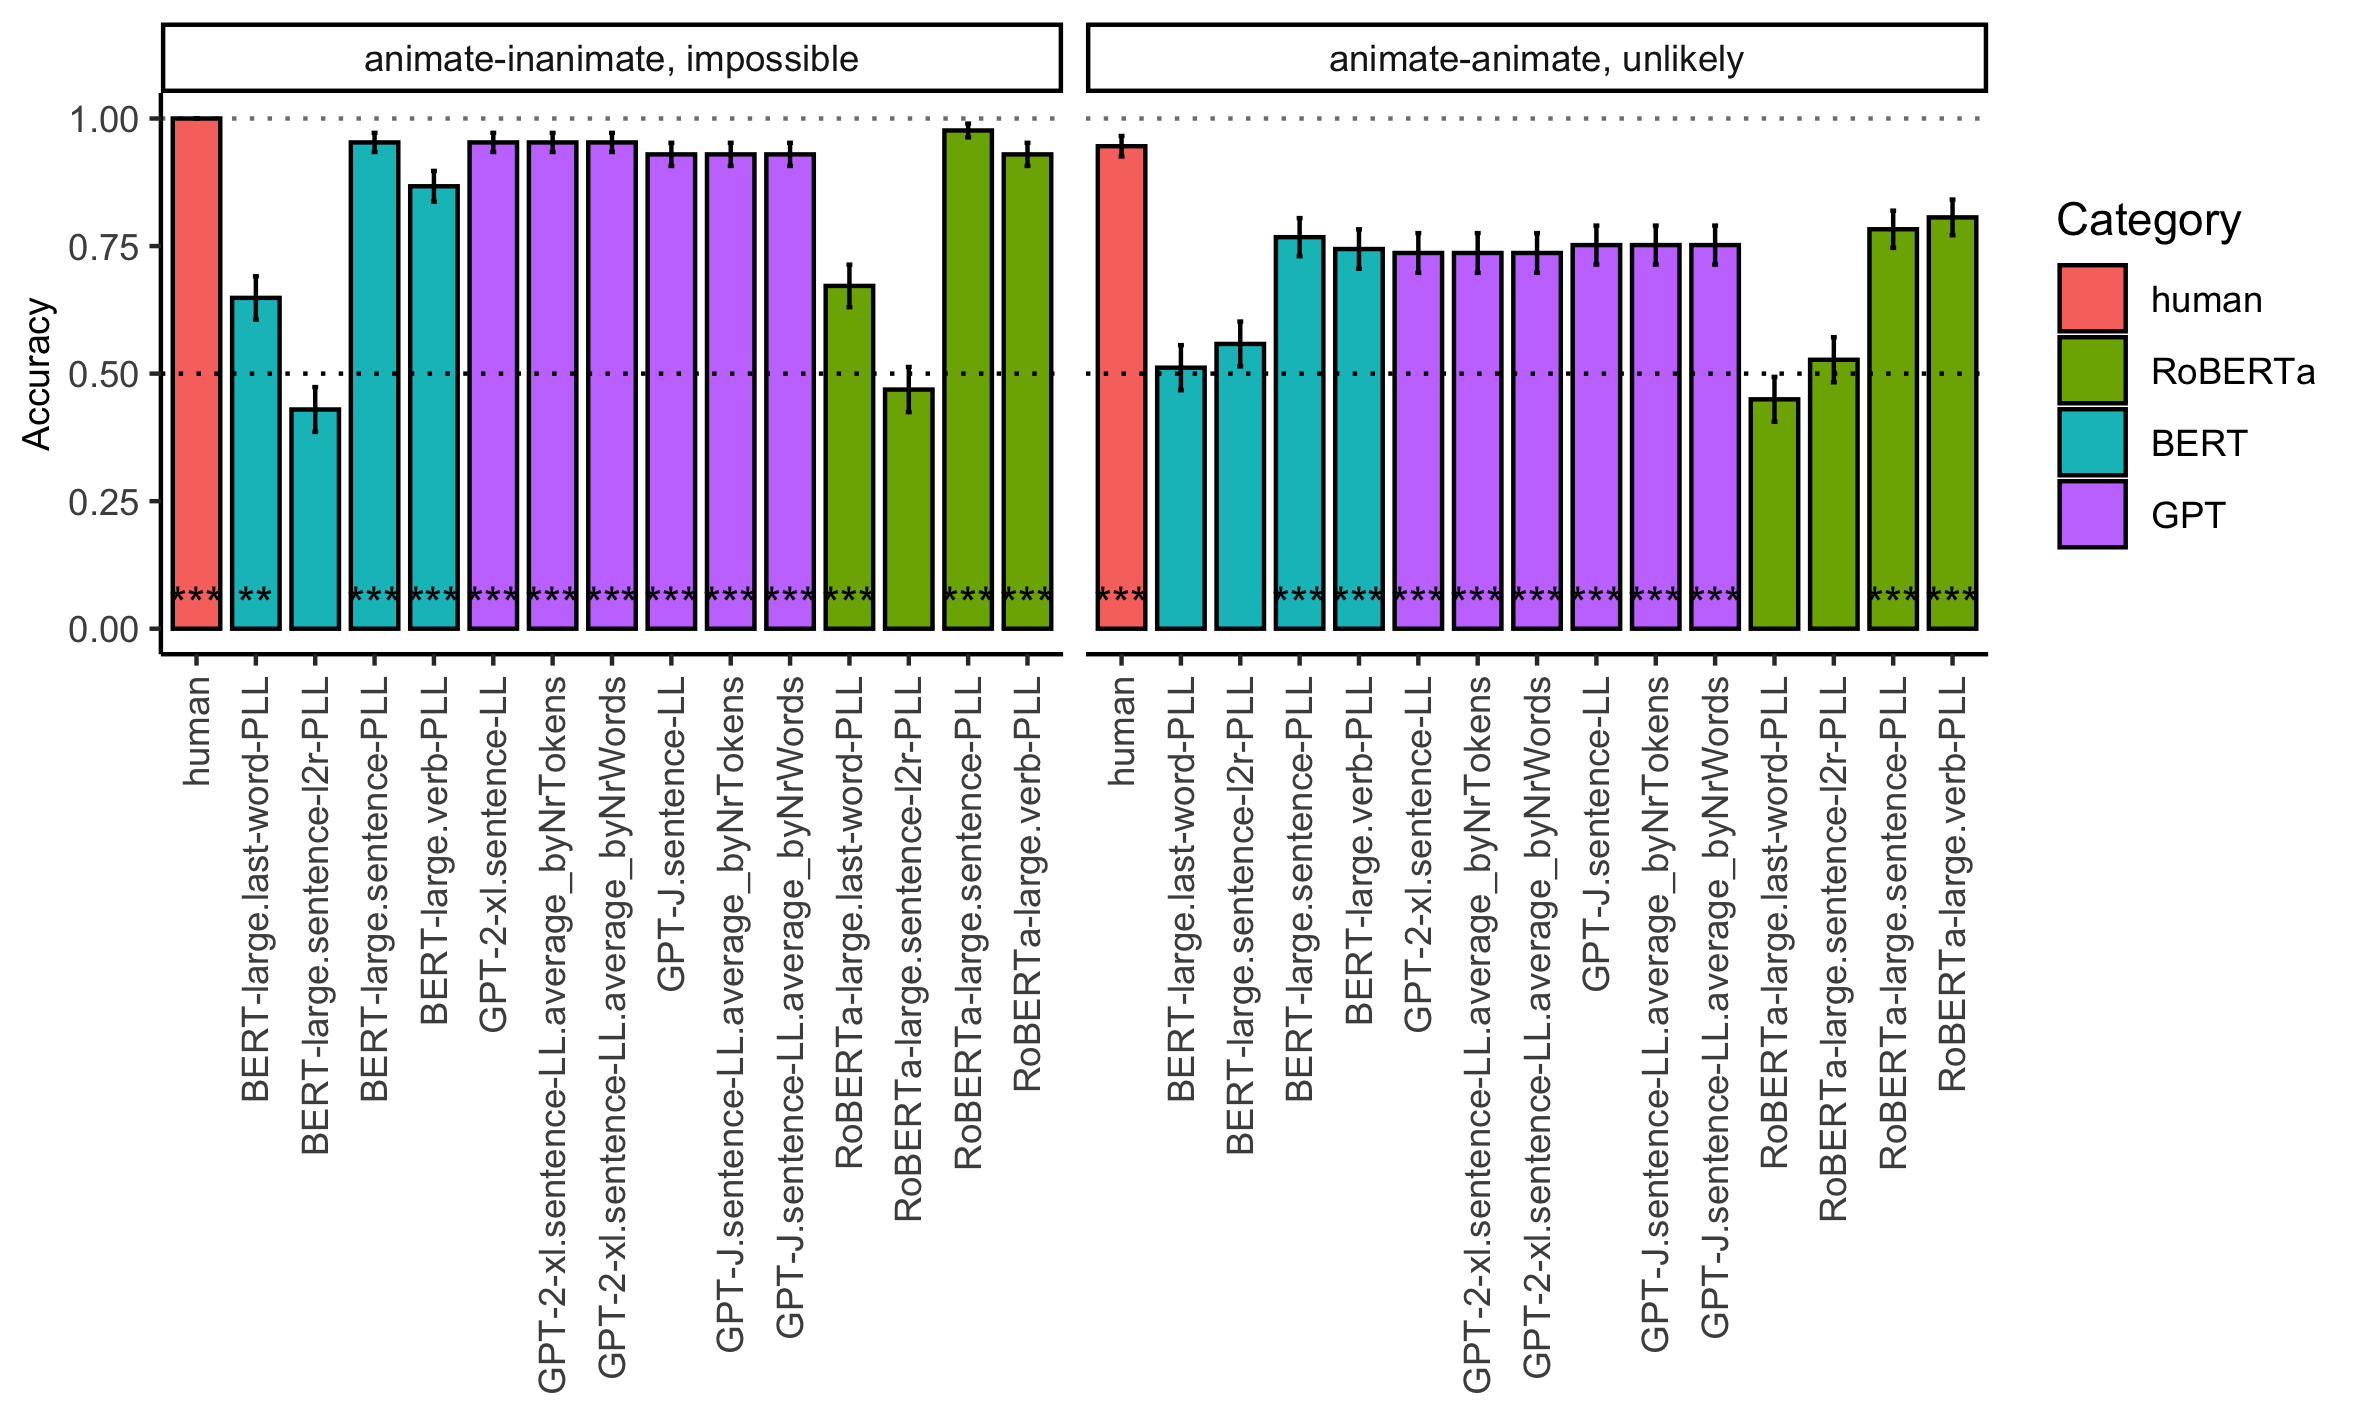 animate-inanimate, impossible
animate-animate, unlikely
Accuracy
1.00
0.75
0.50
0.25
0.00
*** ** *** *** *** *** *** *** *** *** *** *** ***
*** *** *** *** *** *** *** *** *** *** ***
human
BERT-large.last-word-PLL
BERT-large.sentence-l2r-PLL
BERT-large.sentence-PLL
BERT-large.verb-PLL
GPT-2-xl.sentence-LL
GPT-2-xl.sentence-LL.average_byNrTokens
GPT-2-xl.sentence-LL.average_byNrWords
GPT-J.sentence-LL
GPT-J.sentence-LL.average_byNrTokens
GPT-J.sentence-LL.average_byNrWords
RoBERTa-large.last-word-PLL
RoBERTa-large.sentence-l2r-PLL
RoBERTa-large.sentence-PLL
RoBERTa-large.verb-PLL
human
BERT-large.last-word-PLL
BERT-large.sentence-l2r-PLL
BERT-large.sentence-PLL
BERT-large.verb-PLL
GPT-2-xl.sentence-LL
GPT-2-xl.sentence-LL.average_byNrTokens
GPT-2-xl.sentence-LL.average_byNrWords
GPT-J.sentence-LL
GPT-J.sentence-LL.average_byNrTokens
GPT-J.sentence-LL.average_byNrWords
RoBERTa-large.last-word-PLL
RoBERTa-large.sentence-l2r-PLL
RoBERTa-large.sentence-PLL
RoBERTa-large.verb-PLL
Category
human
RoBERTa
BERT
GPT